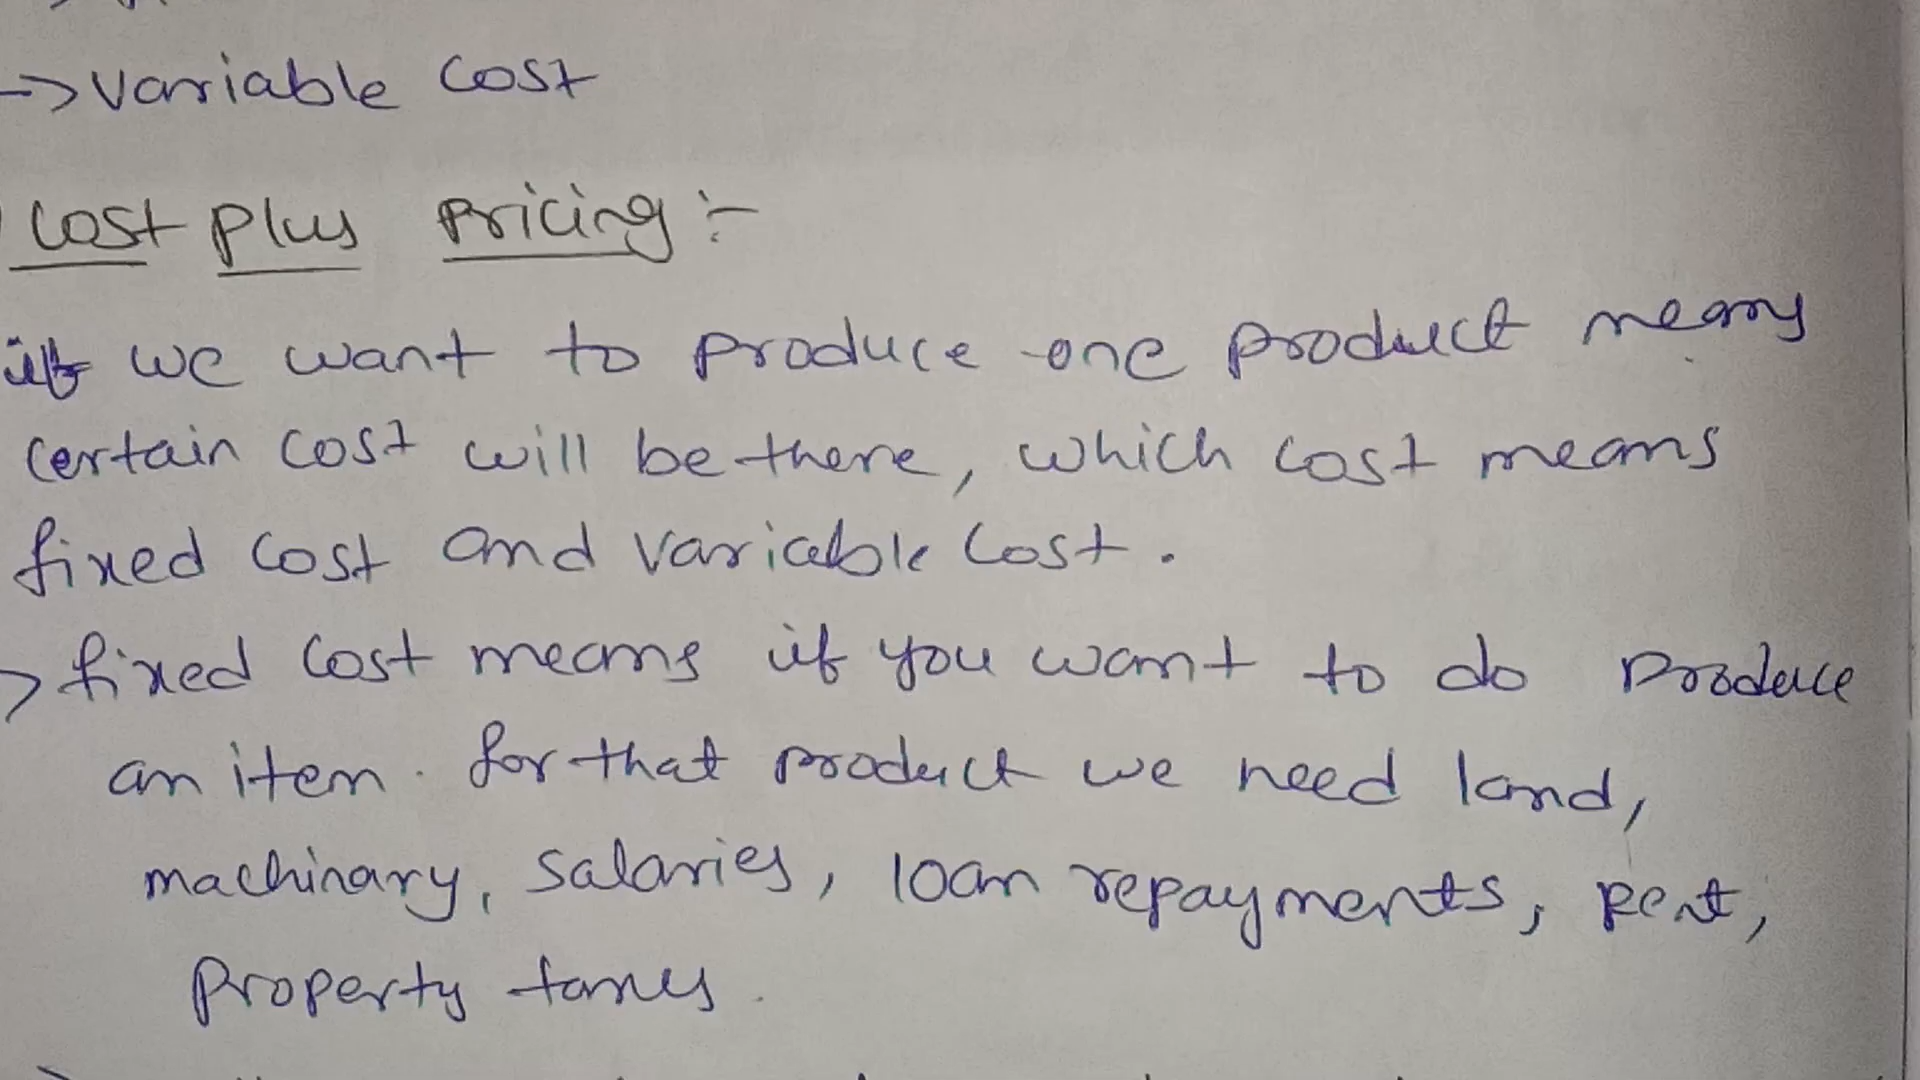 → variable cost
cost plus pricing :-
if we want to produce one product means
certain cost will be there, which cost means
fixed cost and variable cost.
> fixed cost means if you want to do produce
an item. for that product we need land,
machinary, salaries, loan repayments, Rent,
property taxes.